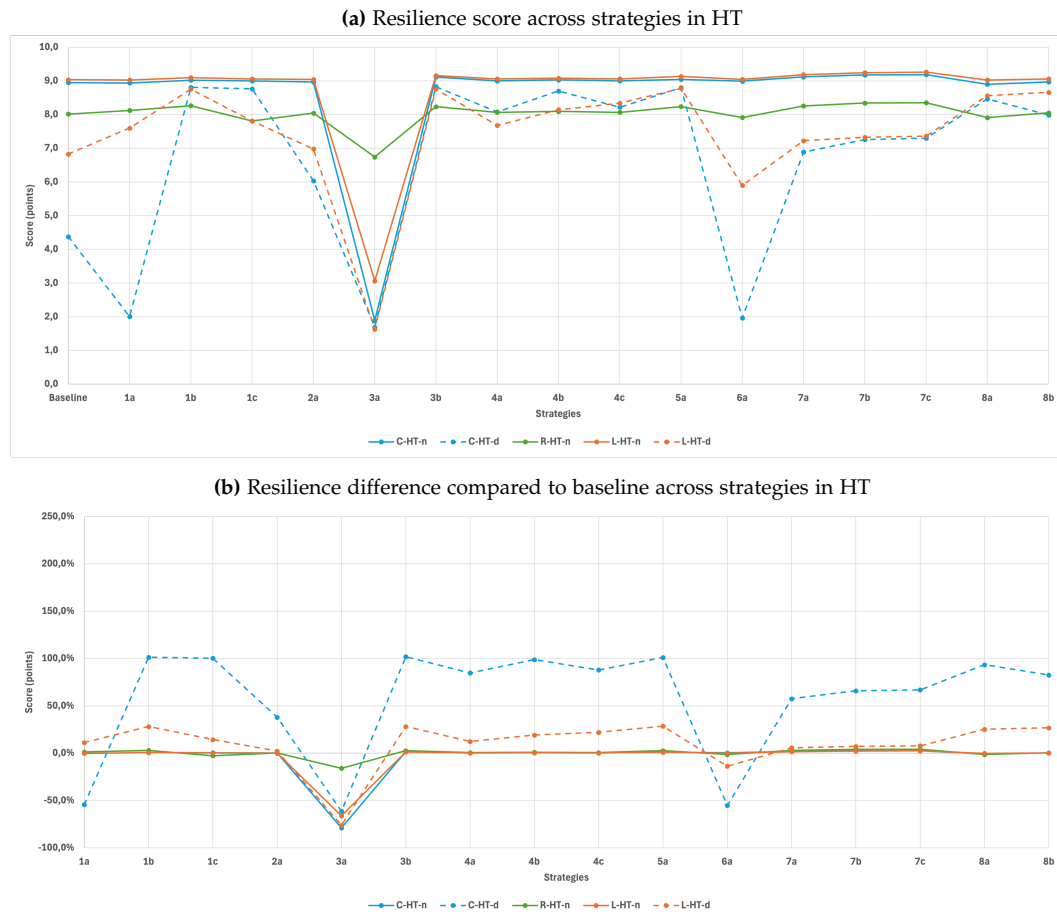 (a) Resilience score across strategies in HT
10,0
9,0
8,0
7,0
6,0
5,0
4,0
3,0
2,0
1,0
0,0
Score (points)
Baseline 1a 1b 1c 2a 3a 3b 4a 4b 4c 5a 6a 7a 7b 7c 8a 8b
Strategies
C-HT-n C-HT-d R-HT-n L-HT-n L-HT-d
(b) Resilience difference compared to baseline across strategies in HT
250,0%
200,0%
150,0%
100,0%
50,0%
0,0%
-50,0%
-100,0%
Score (points)
1a 1b 1c 2a 3a 3b 4a 4b 4c 5a 6a 7a 7b 7c 8a 8b
Strategies
C-HT-n C-HT-d R-HT-n L-HT-n L-HT-d